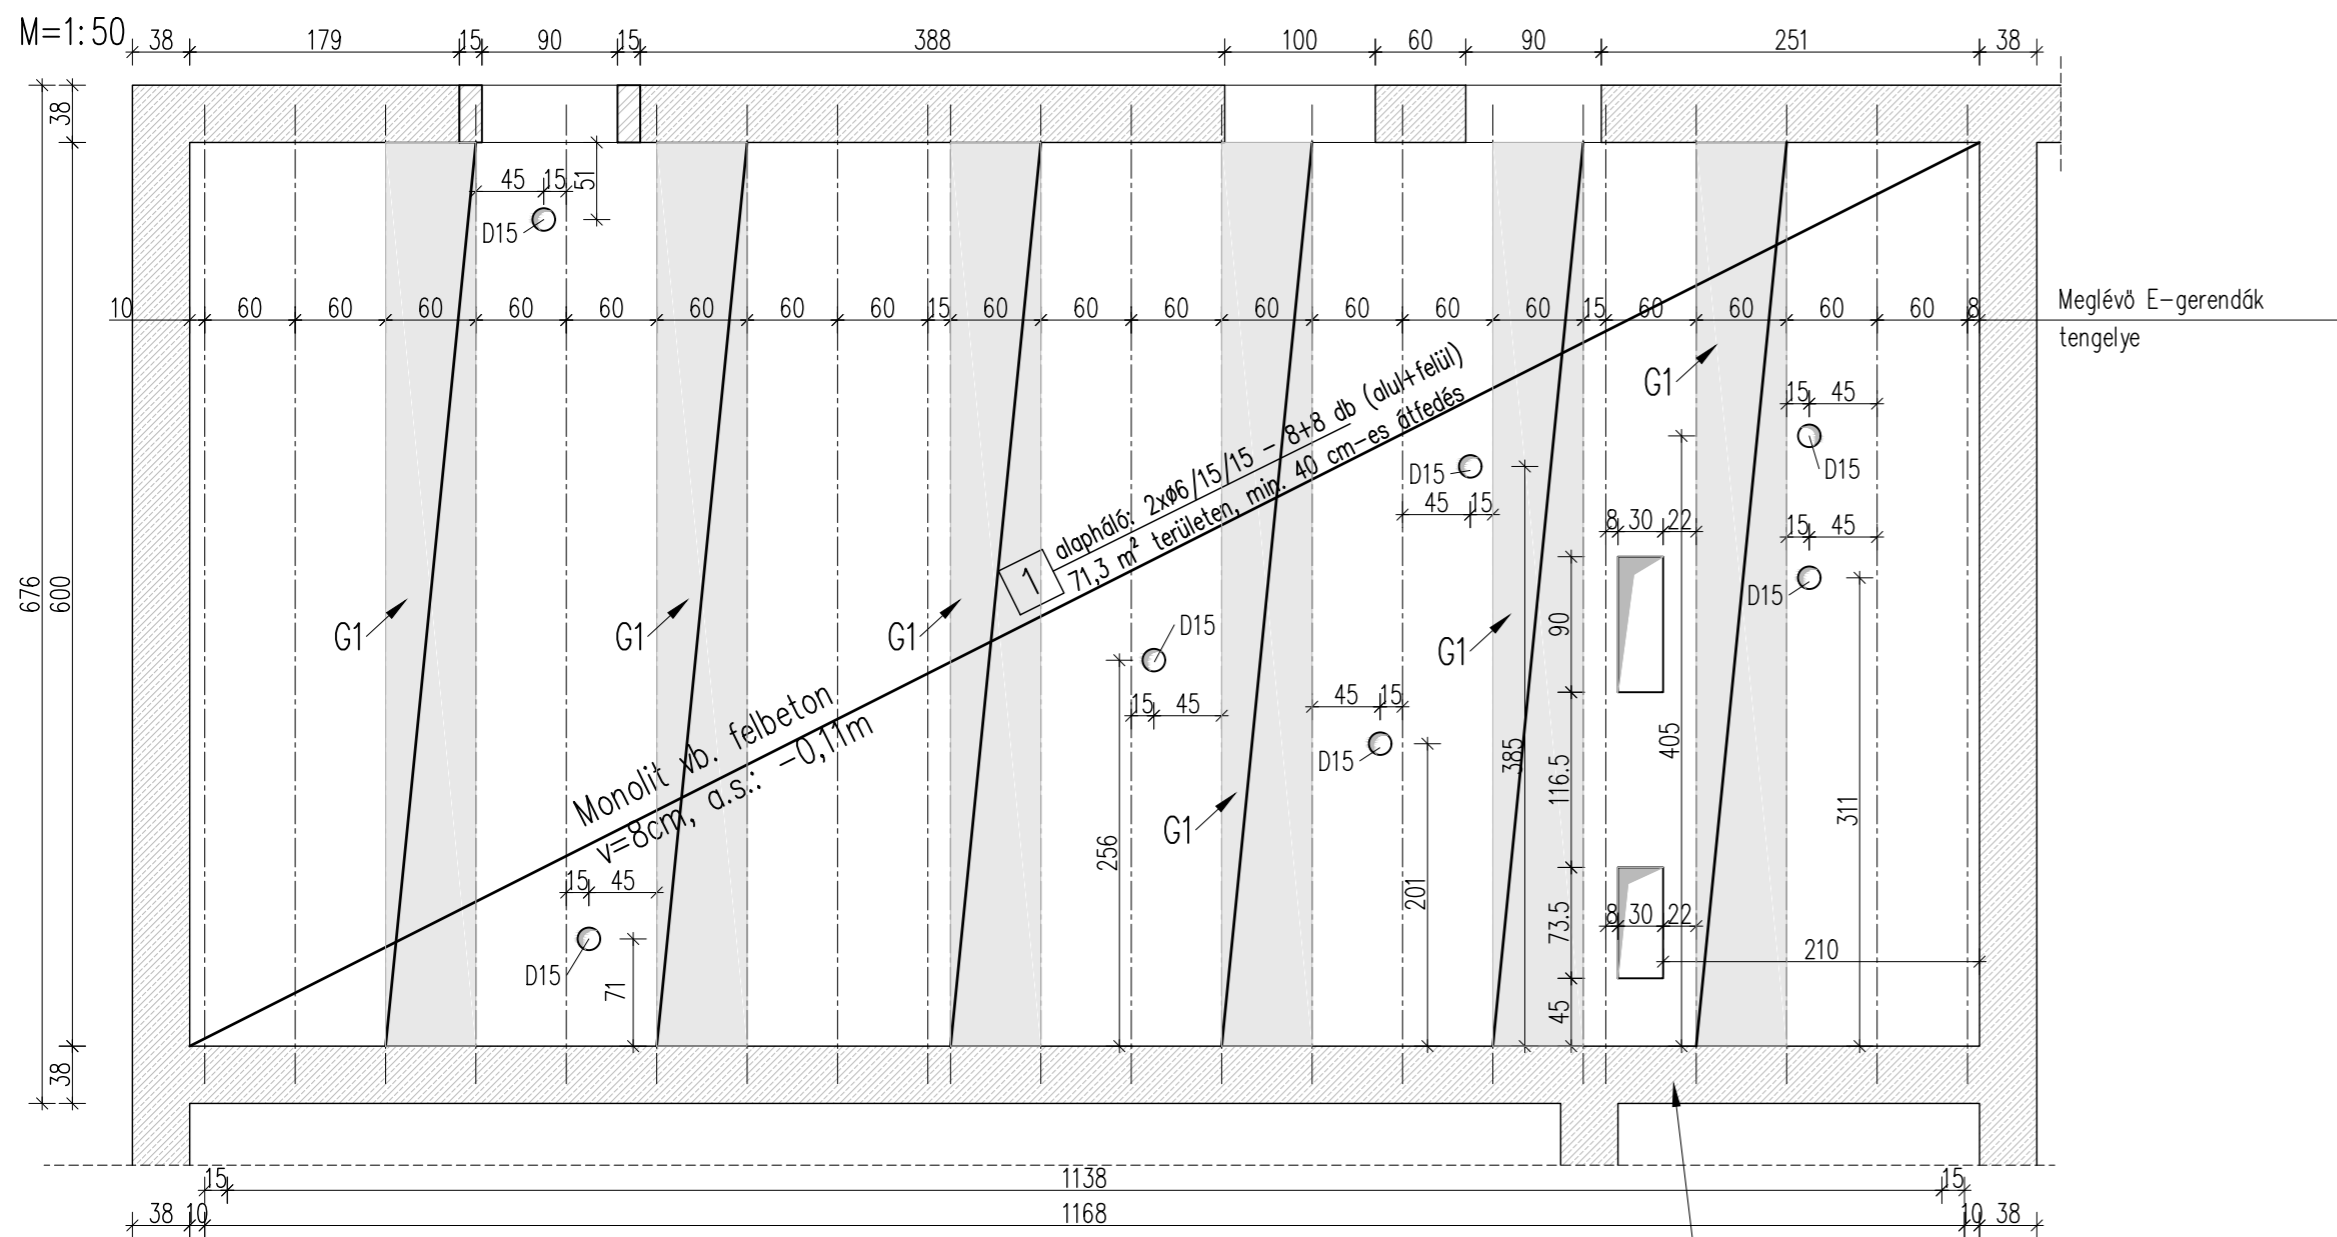 M=1:50
38 179 15 90 15 388 100 60 90 251 38
38
45 15 51
D15
10 60 60 60 60 60 60 60 60 15 60 60 60 60 60 60 60 15 60 60 60 60 8
Meglévö E-gerendák
tengelye
G1
15 45
D15
alapháló: 2xø6/15/15 - 8+8 db (alul+felül)
1
71,3 m² területen, min. 40 cm-es átfedés
D15
45 15
8 30 22
15 45
D15
676
600
G1
G1
G1
G1
90
D15
15 45
45 15
D15
385
405
116.5
311
Monolit vb. felbeton
v=8cm, a.s.: -0,11m
G1
256
201
15 45
D15
71
73.5
8 30 22
210
45
38
15 1138 15
38 10 1168 10 38